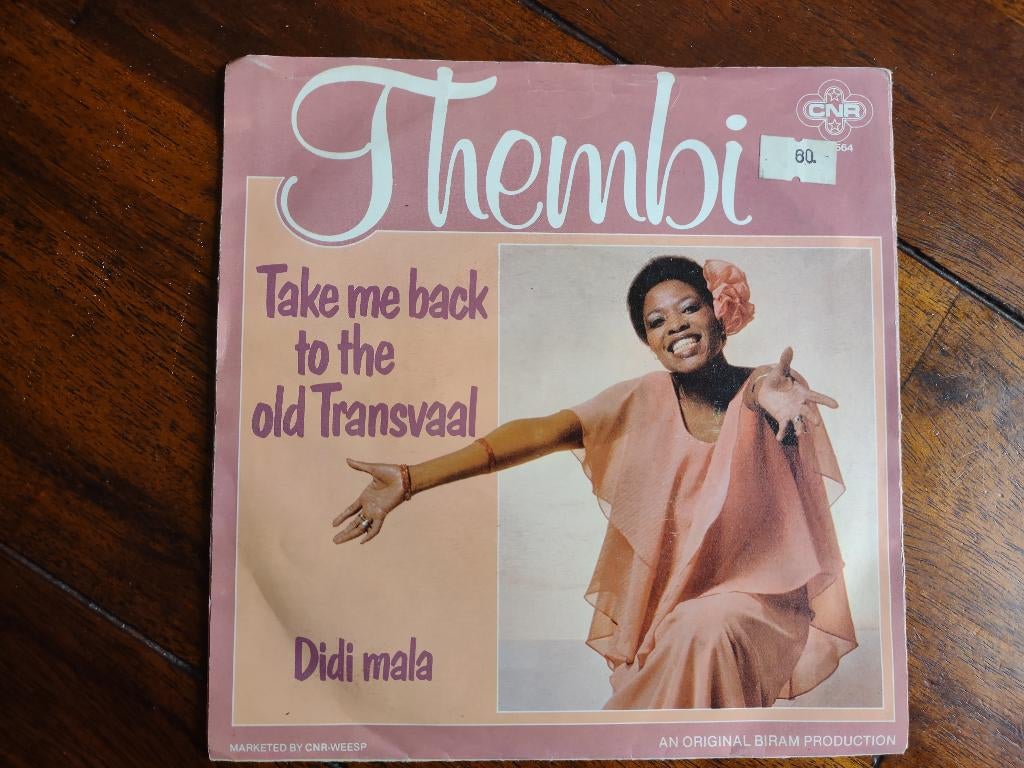 Thembi
CNR
564
80.
Take me back
to the
old Transvaal
Didi mala
MARKETED BY CNR-WEESP
AN ORIGINAL BIRAM PRODUCTION